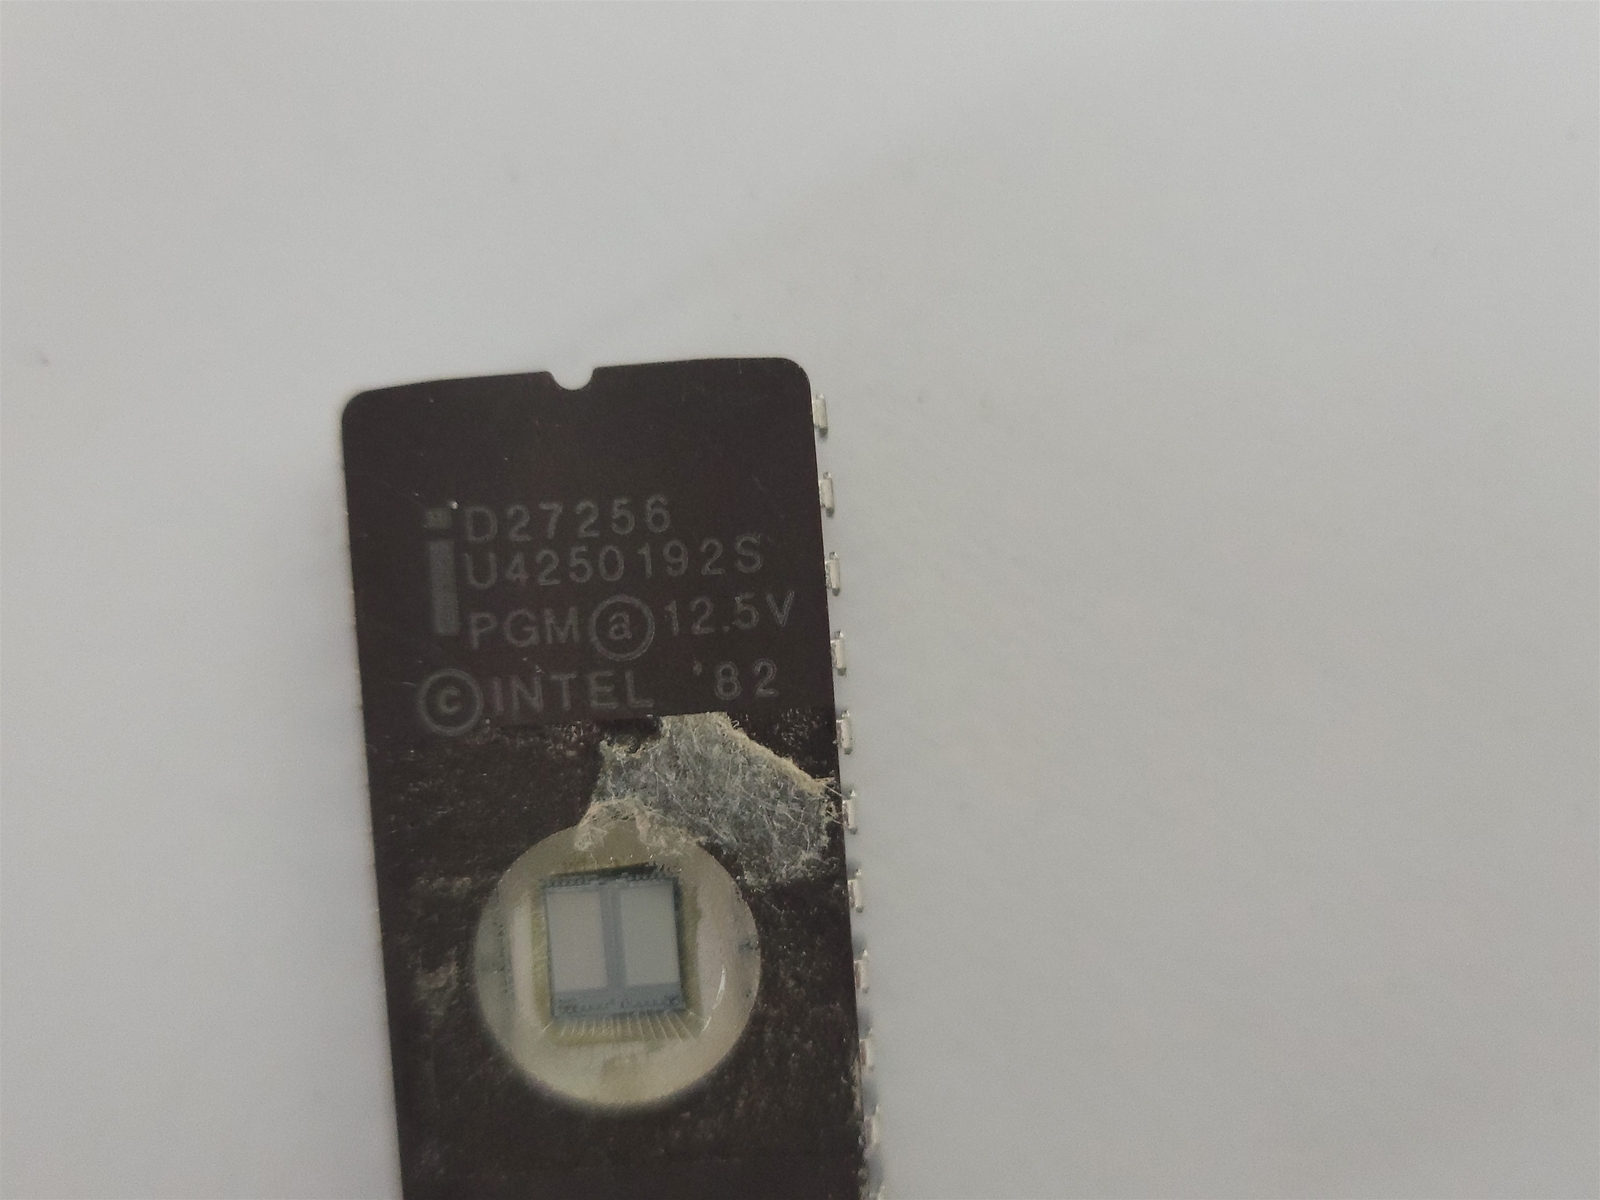 i D27256
U4250192S
PGM @ 12.5V
© INTEL '82